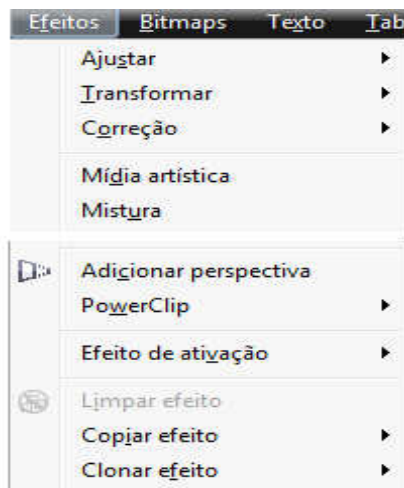 Efeitos Bitmaps Texto Tab
Ajustar
Transformar
Correção
Mídia artística
Mistura
Adicionar perspectiva
PowerClip
Efeito de ativação
Limpar efeito
Copiar efeito
Clonar efeito